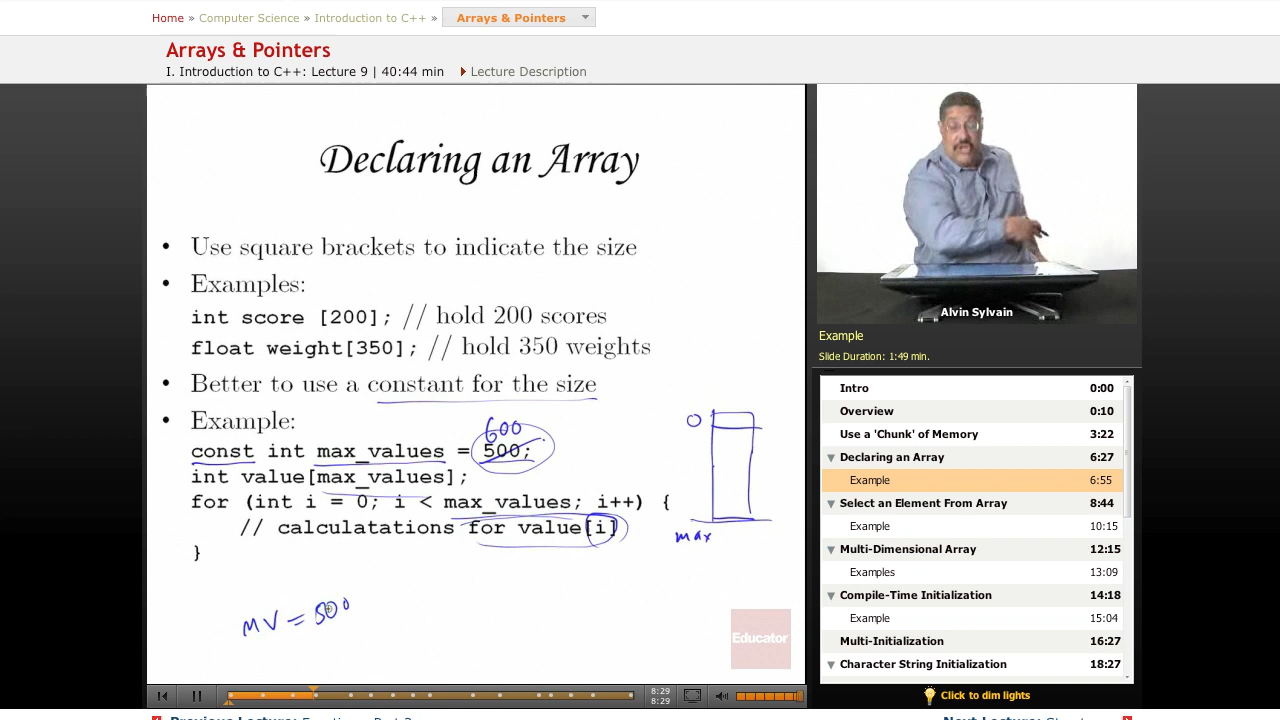 Home » Computer Science » Introduction to C++ » Arrays & Pointers
Arrays & Pointers
I. Introduction to C++: Lecture 9 | 40:44 min Lecture Description
Declaring an Array
• Use square brackets to indicate the size
• Examples:
int score [200]; // hold 200 scores
float weight[350]; // hold 350 weights
• Better to use a constant for the size
• Example:
600
const int max_values = 500;
int value[max_values];
for (int i = 0; i < max_values; i++) {
// calculatations for value[i]
}
0
max
MV = 500
Educator
Alvin Sylvain
Example
Slide Duration: 1:49 min.
Intro 0:00
Overview 0:10
Use a 'Chunk' of Memory 3:22
Declaring an Array 6:27
Example 6:55
Select an Element From Array 8:44
Example 10:15
Multi-Dimensional Array 12:15
Examples 13:09
Compile-Time Initialization 14:18
Example 15:04
Multi-Initialization 16:27
Character String Initialization 18:27
8:29
8:29
Click to dim lights
Previous Lecture:
Next Lecture: